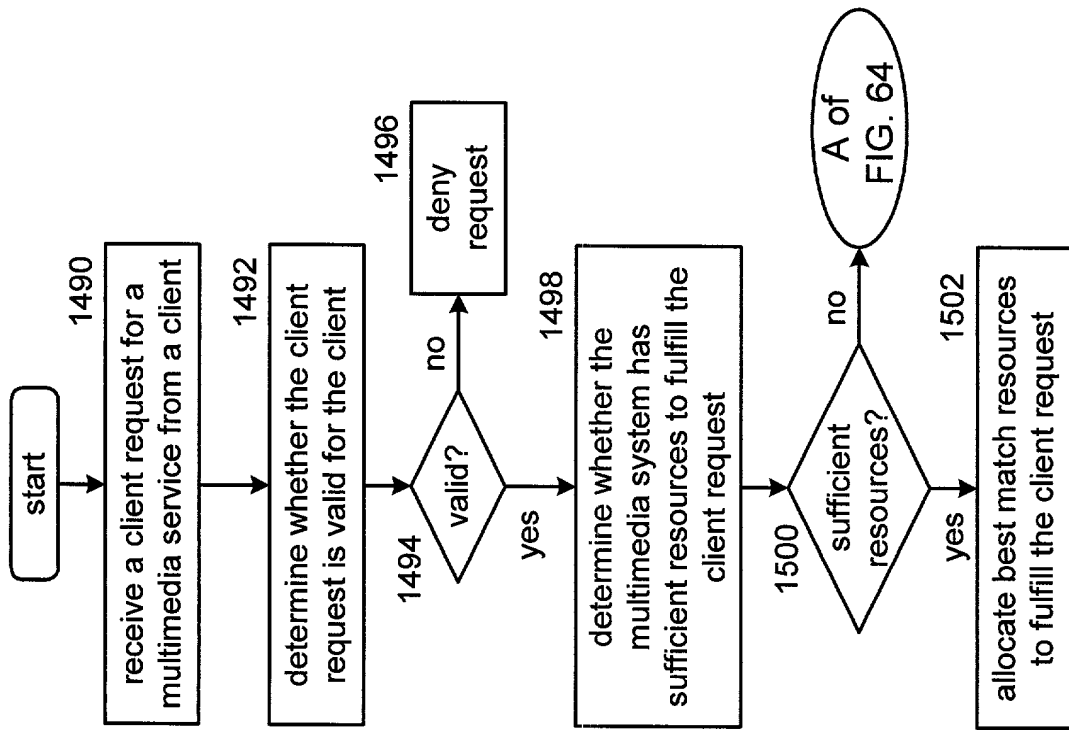 start
1490
receive a client request for a
multimedia service from a client
1492
determine whether the client
request is valid for the client
1494
valid?
no
1496
deny
request
yes
1498
determine whether the
multimedia system has
sufficient resources to fulfill the
client request
1500
sufficient
resources?
no
A of
FIG. 64
yes
1502
allocate best match resources
to fulfill the client request